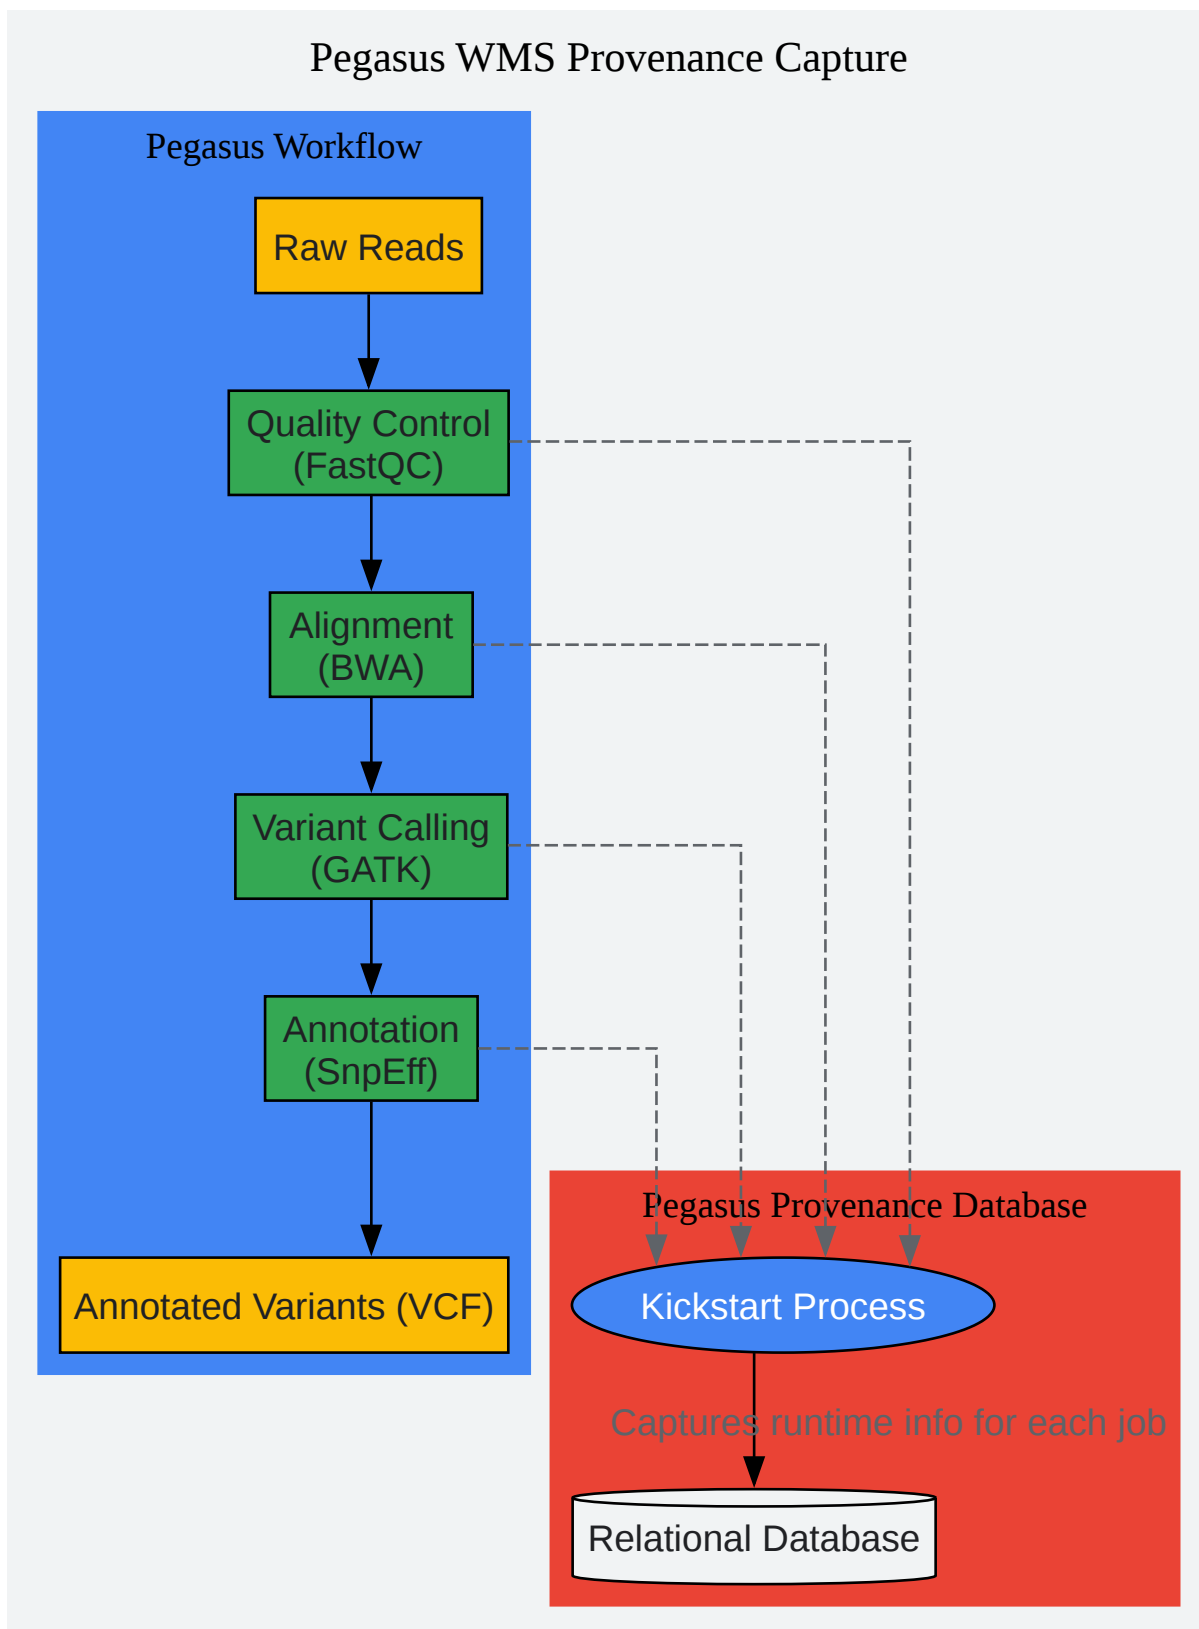 Pegasus WMS Provenance Capture
Pegasus Workflow
Raw Reads
Quality Control
(FastQC)
Alignment
(BWA)
Variant Calling
(GATK)
Annotation
(SnpEff)
Annotated Variants (VCF)
Pegasus Provenance Database
Kickstart Process
Captures runtime info for each job
Relational Database